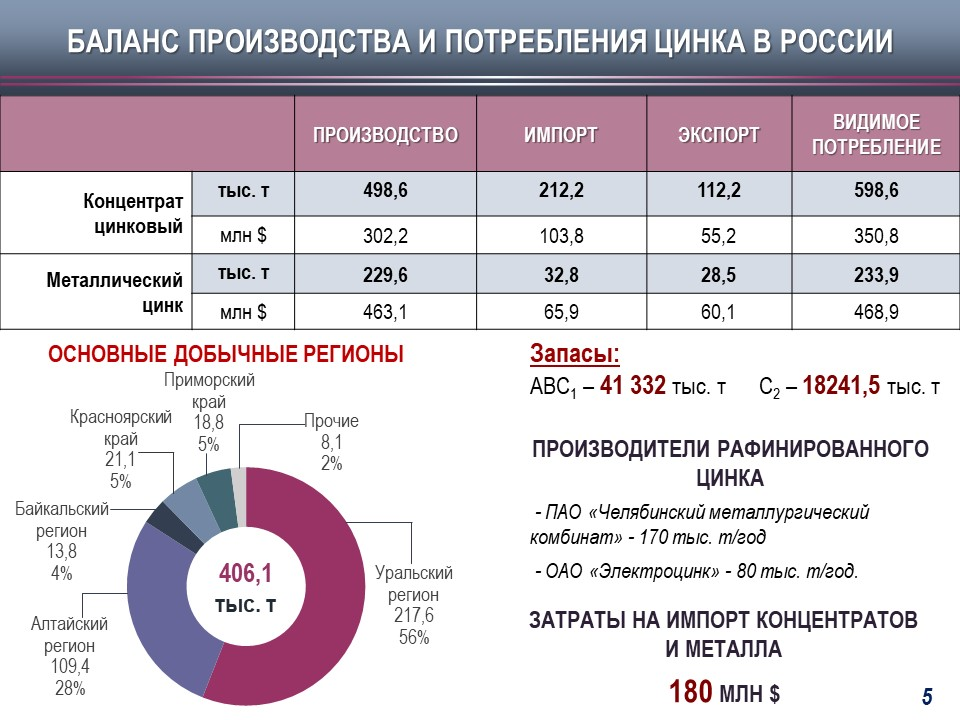 БАЛАНС ПРОИЗВОДСТВА И ПОТРЕБЛЕНИЯ ЦИНКА В РОССИИ
ПРОИЗВОДСТВО ИМПОРТ ЭКСПОРТ ВИДИМОЕ
ПОТРЕБЛЕНИЕ
Концентрат
цинковый
тыс. т 498,6 212,2 112,2 598,6
млн $ 302,2 103,8 55,2 350,8
Металлический
цинк
тыс. т 229,6 32,8 28,5 233,9
млн $ 463,1 65,9 60,1 468,9
ОСНОВНЫЕ ДОБЫЧНЫЕ РЕГИОНЫ
Приморский
край
18,8
5%
Прочие
8,1
2%
Красноярский
край
21,1
5%
Байкальский
регион
13,8
4%
Алтайский
регион
109,4
28%
406,1
тыс. т
Уральский
регион
217,6
56%
Запасы:
АВС1 – 41 332 тыс. т С2 – 18241,5 тыс. т
ПРОИЗВОДИТЕЛИ РАФИНИРОВАННОГО
ЦИНКА
- ПАО «Челябинский металлургический
комбинат» - 170 тыс. т/год
- ОАО «Электроцинк» - 80 тыс. т/год.
ЗАТРАТЫ НА ИМПОРТ КОНЦЕНТРАТОВ
И МЕТАЛЛА
180 МЛН $
5